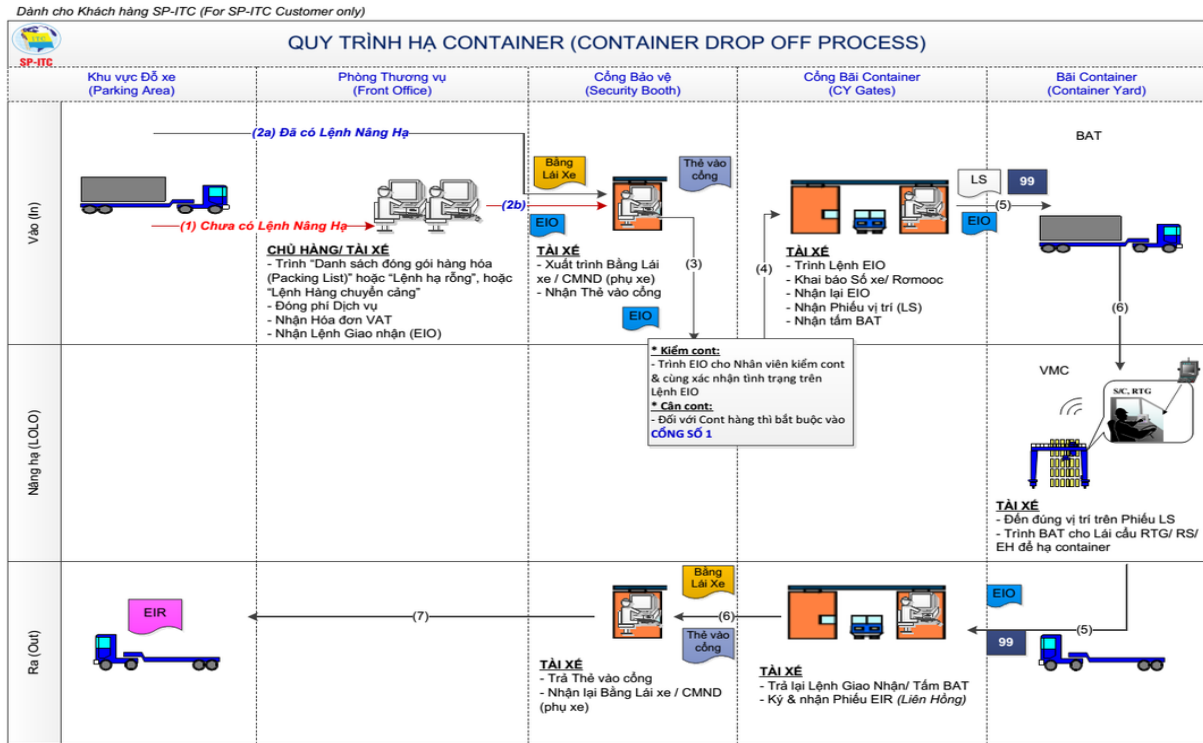 Dành cho Khách hàng SP-ITC (For SP-ITC Customer only)
ITC
SP-ITC
QUY TRÌNH HẠ CONTAINER (CONTAINER DROP OFF PROCESS)
Khu vực Đỗ xe
(Parking Area)
Phòng Thương vụ
(Front Office)
Cổng Bảo vệ
(Security Booth)
Cổng Bãi Container
(CY Gates)
Bãi Container
(Container Yard)
Vào (In)
(2a) Đã có Lệnh Nâng Hạ
(1) Chưa có Lệnh Nâng Hạ
CHỦ HÀNG/ TÀI XẾ
- Trình “Danh sách đóng gói hàng hóa
(Packing List)” hoặc “Lệnh hạ rỗng”, hoặc
“Lệnh Hàng chuyển cảng”
- Đóng phí Dịch vụ
- Nhận Hóa đơn VAT
- Nhận Lệnh Giao nhận (EIO)
(2b)
Bằng
Lái Xe
Thẻ vào
cổng
EIO
TÀI XẾ
- Xuất trình Bằng Lái
xe / CMND (phụ xe)
- Nhận Thẻ vào cổng
EIO
(3)
(4)
TÀI XẾ
- Trình Lệnh EIO
- Khai báo Số xe/ Rơmooc
- Nhận lại EIO
- Nhận Phiếu vị trí (LS)
- Nhận tấm BAT
LS
99
EIO
(5)
BAT
(6)
* Kiểm cont:
- Trình EIO cho Nhân viên kiểm cont
& cùng xác nhận tình trạng trên
Lệnh EIO
* Cân cont:
- Đối với Cont hàng thì bắt buộc vào
CỔNG SỐ 1
Nâng hạ (LOLO)
VMC
S/C, RTG
TÀI XẾ
- Đến đúng vị trí trên Phiếu LS
- Trình BAT cho Lái cẩu RTG/ RS/
EH để hạ container
Ra (Out)
EIR
(7)
Bằng
Lái Xe
(6)
Thẻ vào
cổng
TÀI XẾ
- Trả Thẻ vào cổng
- Nhận lại Bằng Lái xe / CMND
(phụ xe)
TÀI XẾ
- Trả lại Lệnh Giao Nhận/ Tấm BAT
- Ký & nhận Phiếu EIR (Liên Hồng)
EIO
(5)
99